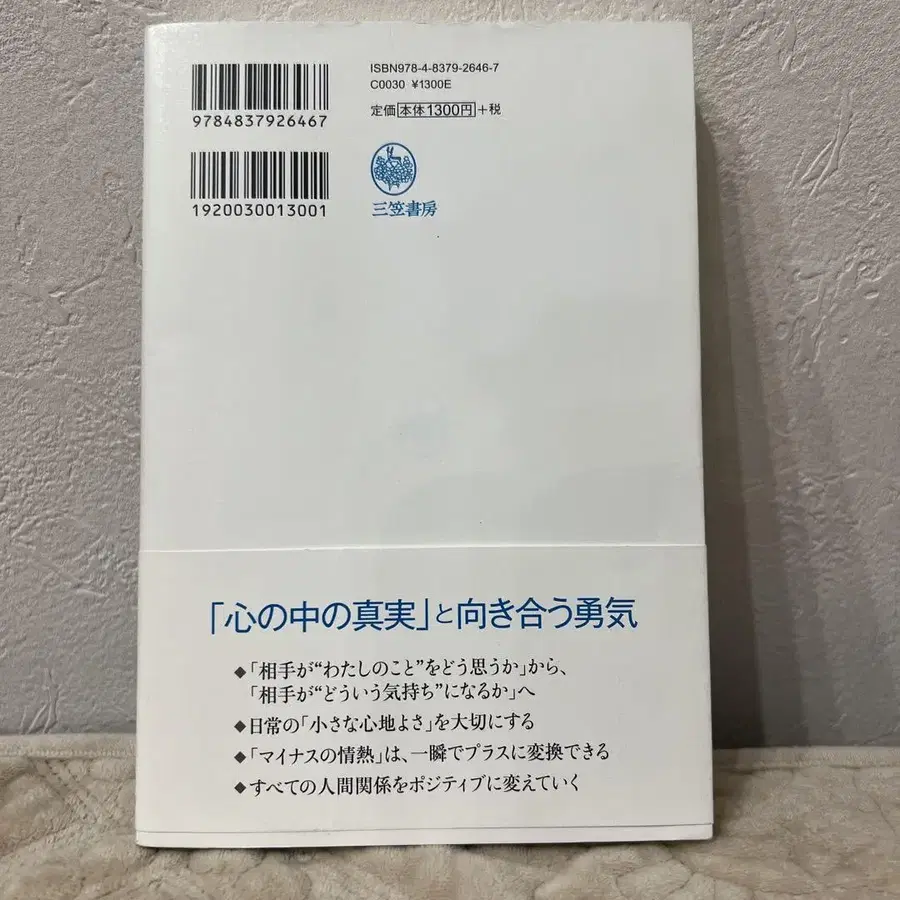 ISBN978-4-8379-2646-7
C0030 ¥1300E
定価 本体1300円 +税
9784837926467
1920030013001
三笠書房
「心の中の真実」と向き合う勇気
◆「相手が“わたしのこと”をどう思うか」から、
「相手が“どういう気持ち”になるか」へ
◆日常の「小さな心地よさ」を大切にする
◆「マイナスの情熱」は、一瞬でプラスに変換できる
◆すべての人間関係をポジティブに変えていく